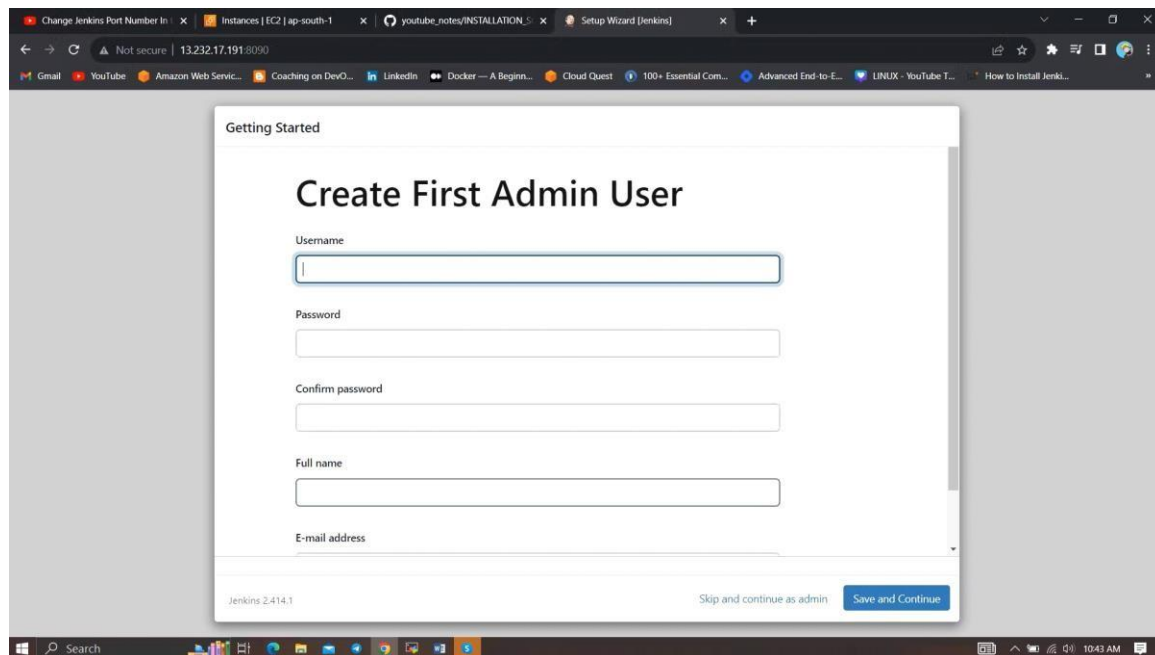 Change Jenkins Port Number In
Instances | EC2 | ap-south-1
youtube_notes/INSTALLATION_S
Setup Wizard [Jenkins]
Not secure | 13.232.17.191:8090
Gmail
YouTube
Amazon Web Servic...
Coaching on DevO...
LinkedIn
Docker — A Beginn...
Cloud Quest
100+ Essential Com...
Advanced End-to-E...
LINUX - YouTube T...
How to Install Jenki...
Getting Started
Create First Admin User
Username
Password
Confirm password
Full name
E-mail address
Jenkins 2.414.1
Skip and continue as admin
Save and Continue
Search
10:43 AM